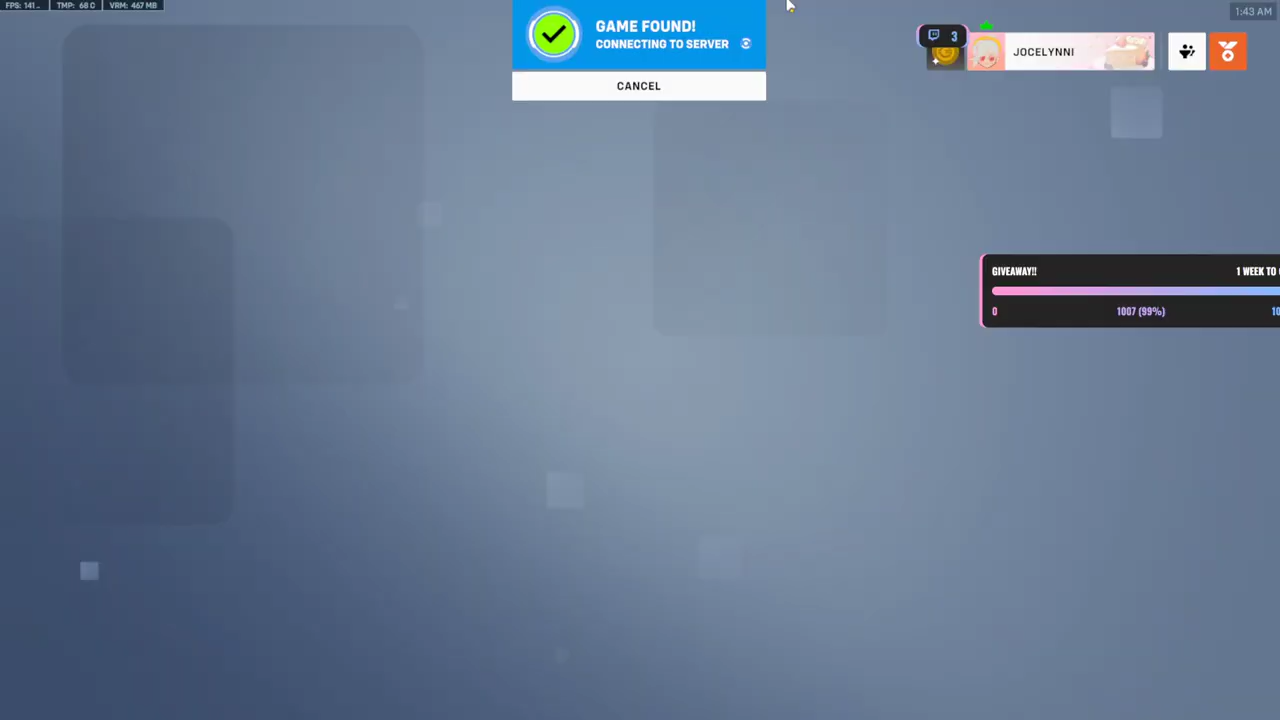 FPS: 141 TMP: 68 C VRM: 467 MB
GAME FOUND!
CONNECTING TO SERVER
CANCEL
3
JOCELYNNI
1:43 AM
GIVEAWAY!! 1 WEEK TO
0 1007 (99%) 10